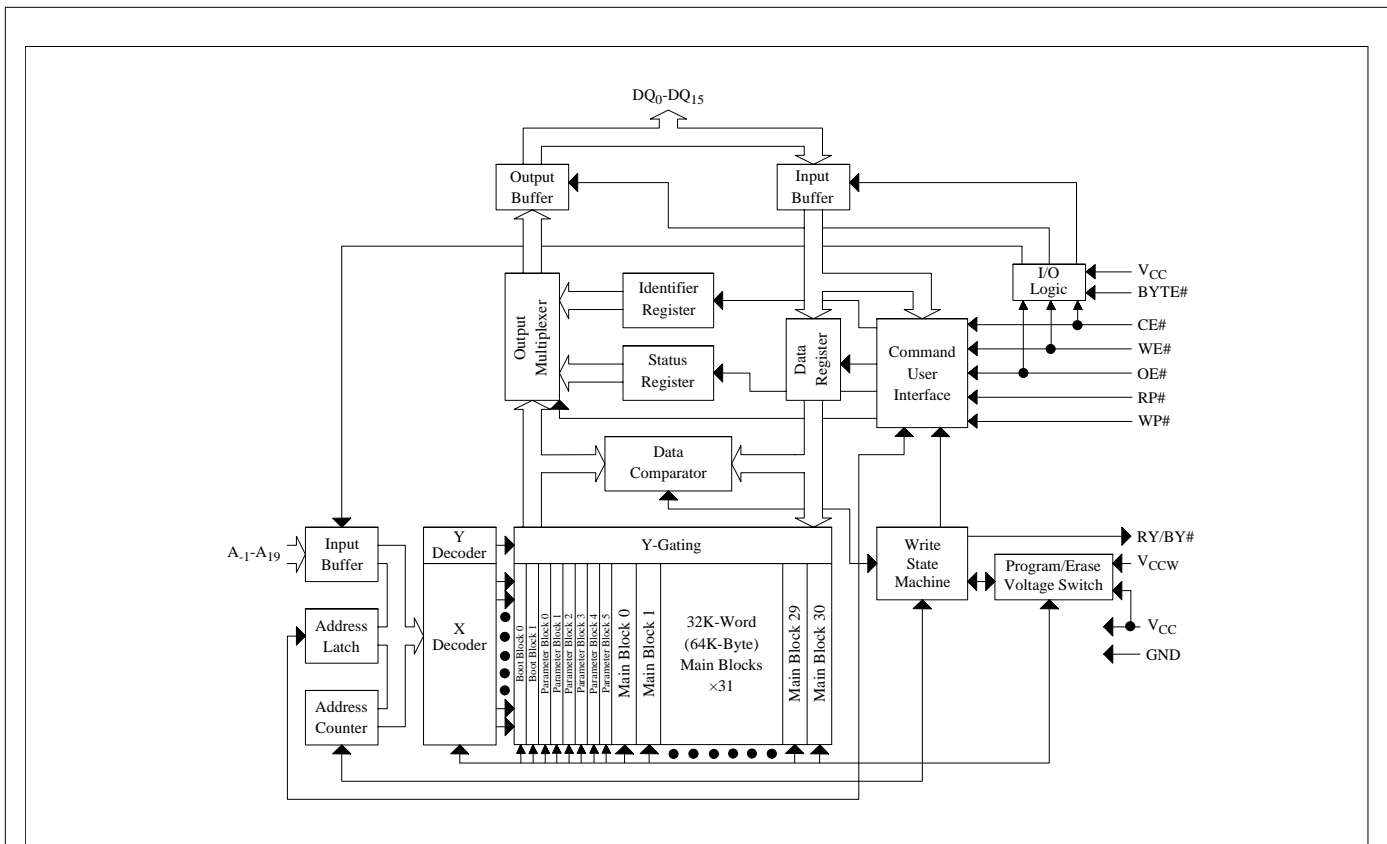 DQ0-DQ15
Output
Buffer
Input
Buffer
I/O
Logic
VCC
BYTE#
Output
Multiplexer
Identifier
Register
Status
Register
Data
Register
Command
User
Interface
CE#
WE#
OE#
RP#
WP#
Data
Comparator
A-1-A19
Input
Buffer
Y
Decoder
Y-Gating
Write
State
Machine
RY/BY#
Program/Erase
Voltage Switch
VCCW
VCC
GND
Address
Latch
Address
Counter
X
Decoder
Boot Block 0
Boot Block 1
Parameter Block 0
Parameter Block 1
Parameter Block 2
Parameter Block 3
Parameter Block 4
Parameter Block 5
Main Block 0
Main Block 1
32K-Word
(64K-Byte)
Main Blocks
×31
Main Block 29
Main Block 30